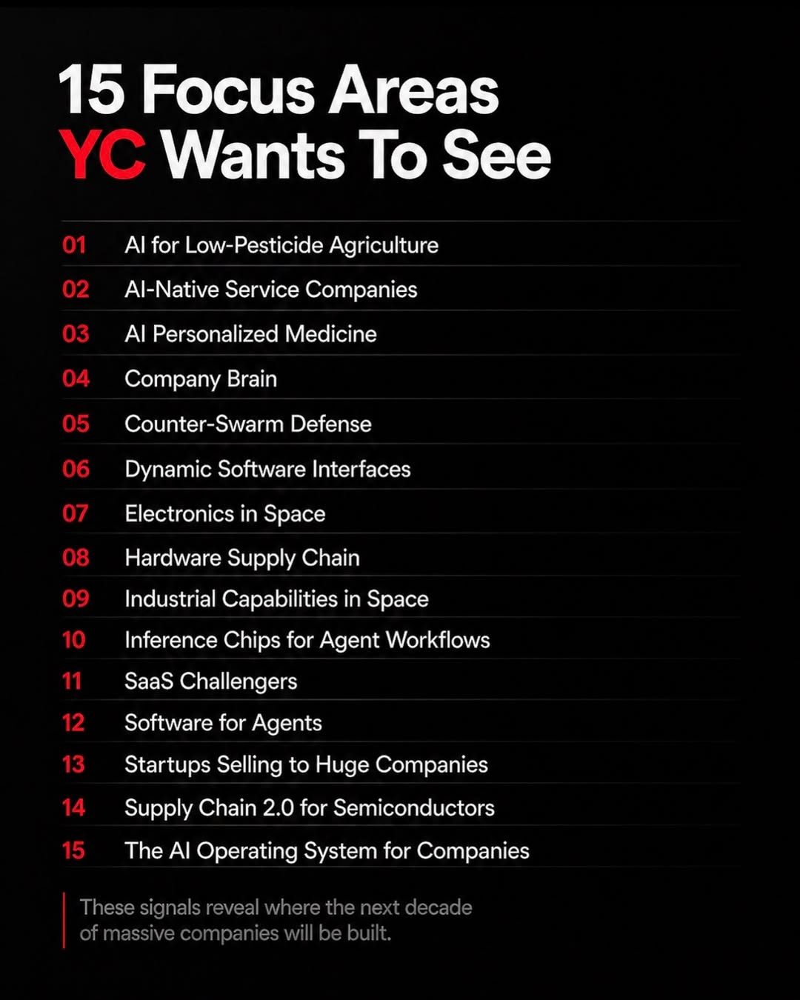 15 Focus Areas
YC Wants To See
01 AI for Low-Pesticide Agriculture
02 AI-Native Service Companies
03 AI Personalized Medicine
04 Company Brain
05 Counter-Swarm Defense
06 Dynamic Software Interfaces
07 Electronics in Space
08 Hardware Supply Chain
09 Industrial Capabilities in Space
10 Inference Chips for Agent Workflows
11 SaaS Challengers
12 Software for Agents
13 Startups Selling to Huge Companies
14 Supply Chain 2.0 for Semiconductors
15 The AI Operating System for Companies
These signals reveal where the next decade
of massive companies will be built.